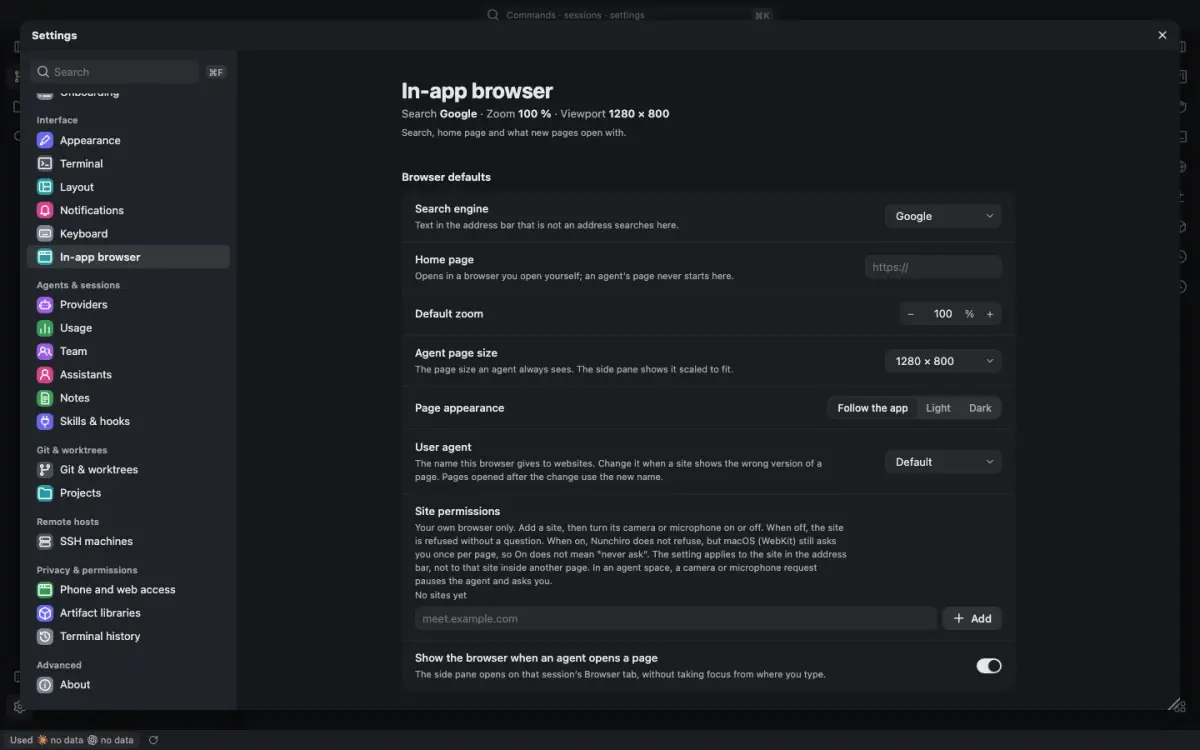 Commands · sessions · settings
⌘K
Settings
Search
⌘F
Onboarding
Interface
Appearance
Terminal
Layout
Notifications
Keyboard
In-app browser
Agents & sessions
Providers
Usage
Team
Assistants
Notes
Skills & hooks
Git & worktrees
Git & worktrees
Projects
Remote hosts
SSH machines
Privacy & permissions
Phone and web access
Artifact libraries
Terminal history
Advanced
About
In-app browser
Search Google · Zoom 100 % · Viewport 1280 × 800
Search, home page and what new pages open with.
Browser defaults
Search engine
Text in the address bar that is not an address searches here.
Google
Home page
Opens in a browser you open yourself; an agent's page never starts here.
https://
Default zoom
− 100 % +
Agent page size
The page size an agent always sees. The side pane shows it scaled to fit.
1280 × 800
Page appearance
Follow the app Light Dark
User agent
The name this browser gives to websites. Change it when a site shows the wrong version of a
page. Pages opened after the change use the new name.
Default
Site permissions
Your own browser only. Add a site, then turn its camera or microphone on or off. When off, the site
is refused without a question. When on, Nunchiro does not refuse, but macOS (WebKit) still asks
you once per page, so On does not mean "never ask". The setting applies to the site in the address
bar, not to that site inside another page. In an agent space, a camera or microphone request
pauses the agent and asks you.
No sites yet
meet.example.com
+ Add
Show the browser when an agent opens a page
The side pane opens on that session's Browser tab, without taking focus from where you type.
Used no data no data